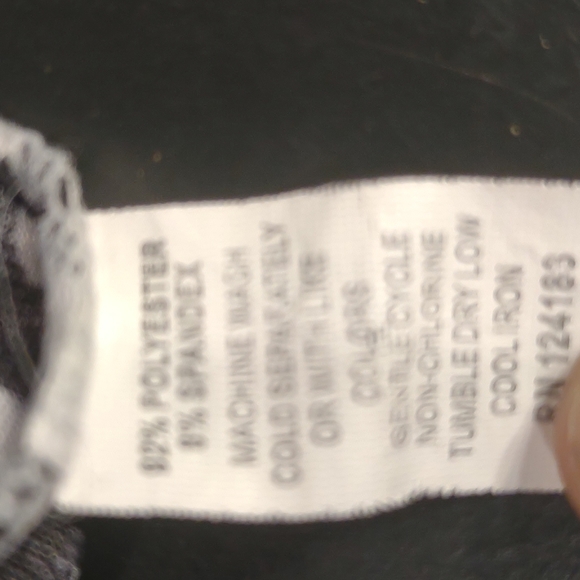 92% POLYESTER
8% SPANDEX
MACHINE WASH
COLD SEPARATELY
OR WITH LIKE
COLORS
GENTLE CYCLE
NON-CHLORINE
TUMBLE DRY LOW
COOL IRON
RN 124183